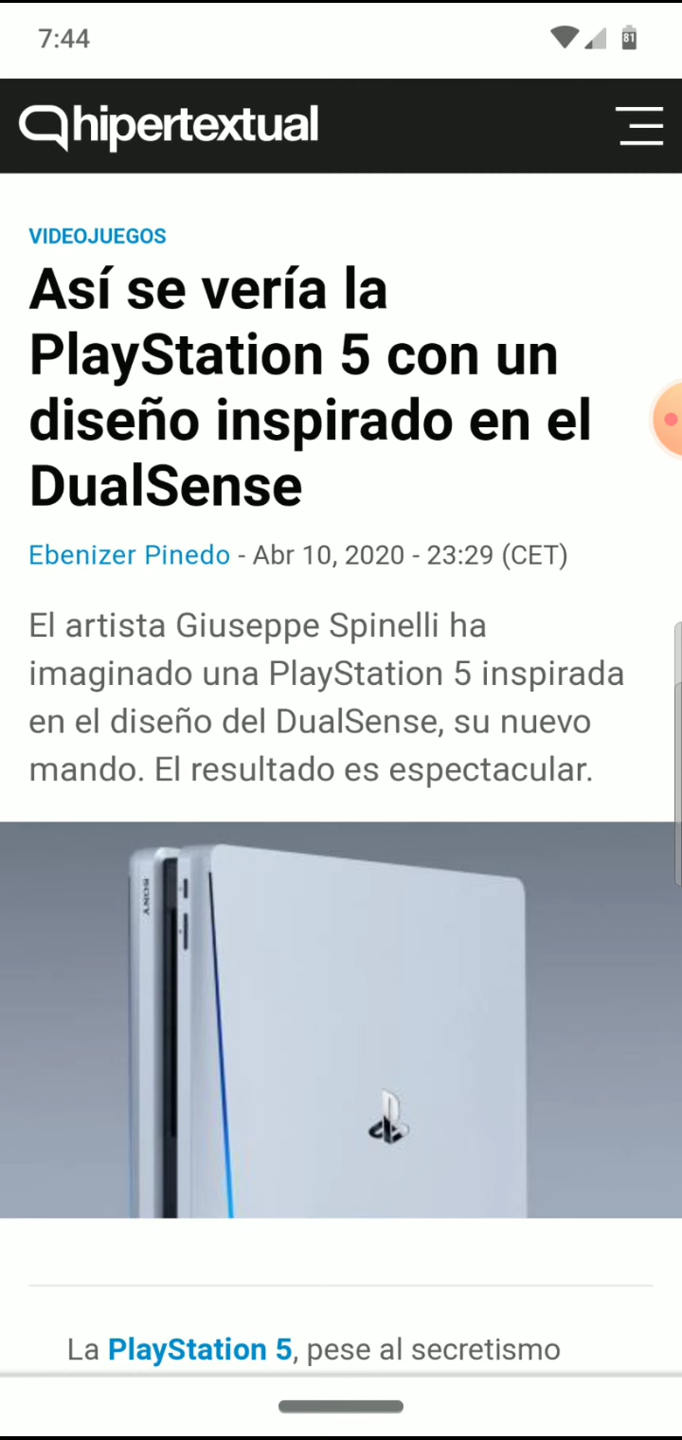 7:44
81
hipertextual
VIDEOJUEGOS
Así se vería la
PlayStation 5 con un
diseño inspirado en el
DualSense
Ebenizer Pinedo - Abr 10, 2020 - 23:29 (CET)
El artista Giuseppe Spinelli ha
imaginado una PlayStation 5 inspirada
en el diseño del DualSense, su nuevo
mando. El resultado es espectacular.
SONY
La PlayStation 5, pese al secretismo